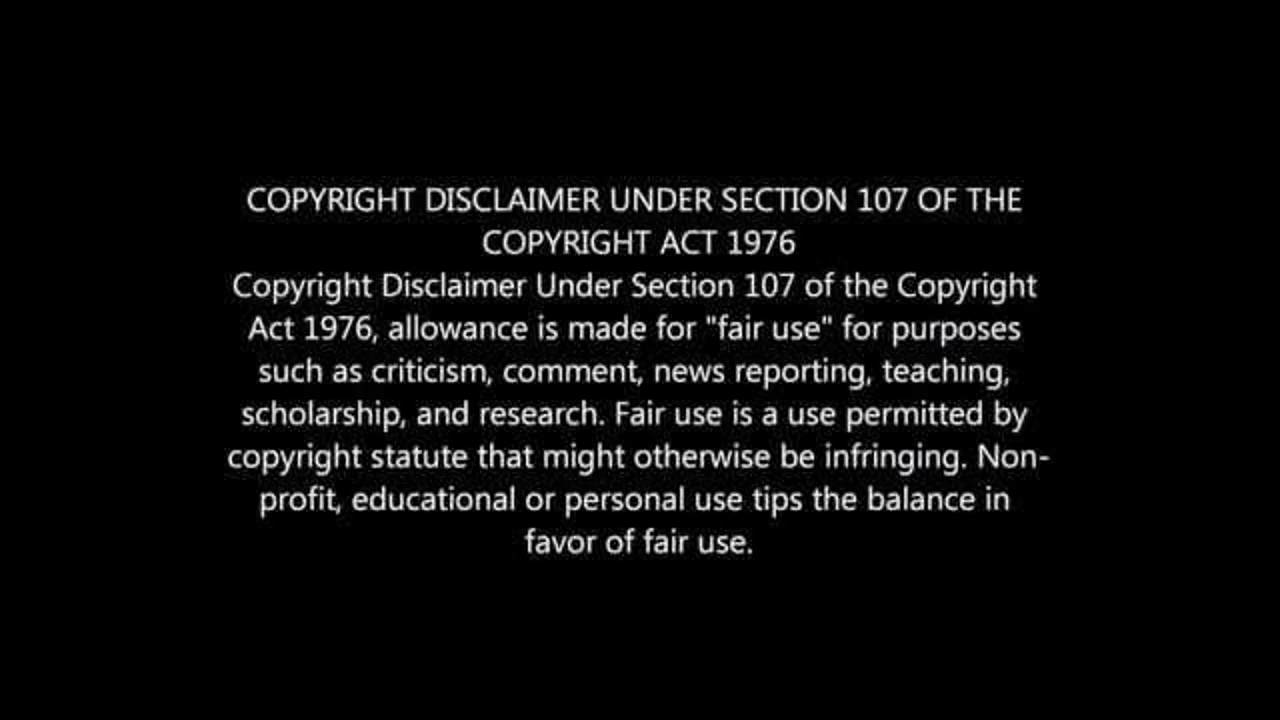 COPYRIGHT DISCLAIMER UNDER SECTION 107 OF THE
COPYRIGHT ACT 1976
Copyright Disclaimer Under Section 107 of the Copyright
Act 1976, allowance is made for "fair use" for purposes
such as criticism, comment, news reporting, teaching,
scholarship, and research. Fair use is a use permitted by
copyright statute that might otherwise be infringing. Non-
profit, educational or personal use tips the balance in
favor of fair use.